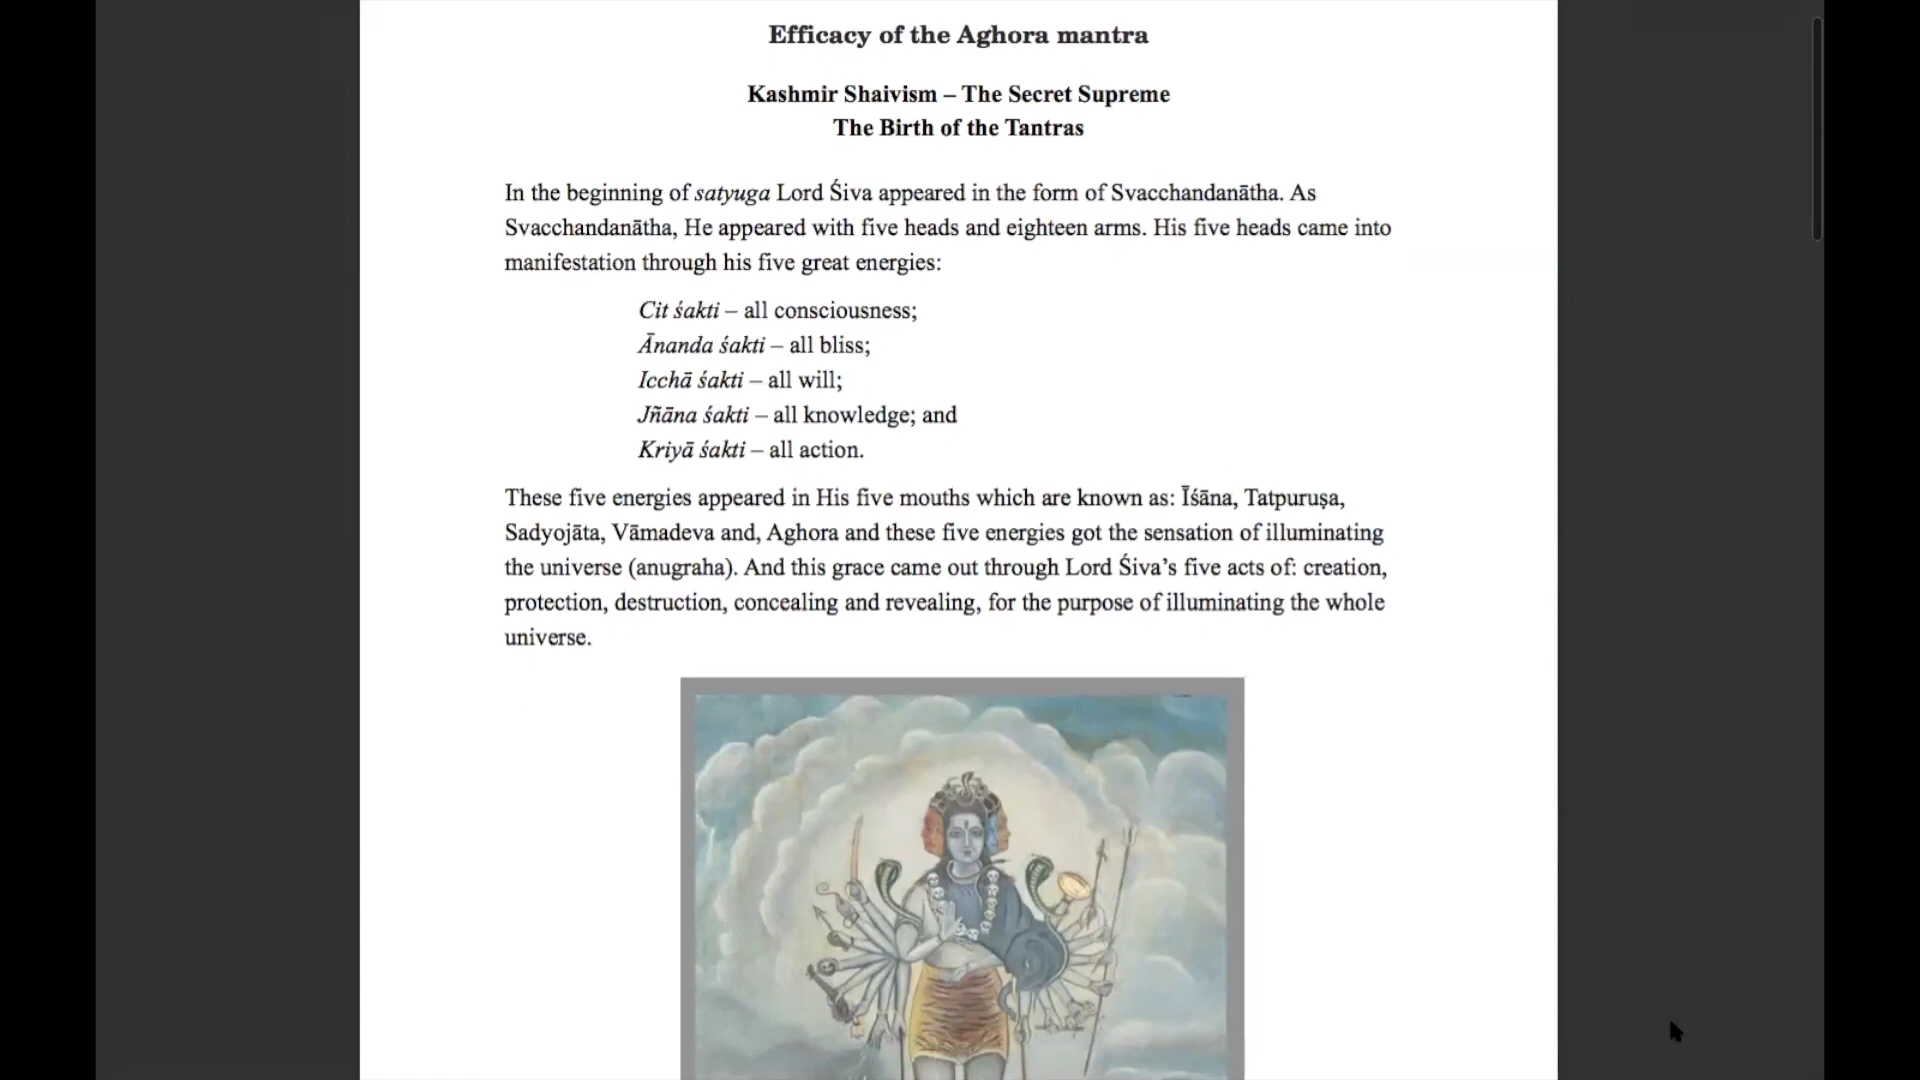 Efficacy of the Aghora mantra
Kashmir Shaivism – The Secret Supreme
The Birth of the Tantras
In the beginning of satyuga Lord Śiva appeared in the form of Svacchandanātha. As
Svacchandanātha, He appeared with five heads and eighteen arms. His five heads came into
manifestation through his five great energies:
Cit śakti – all consciousness;
Ānanda śakti – all bliss;
Icchā śakti – all will;
Jñāna śakti – all knowledge; and
Kriyā śakti – all action.
These five energies appeared in His five mouths which are known as: Īśāna, Tatpuruṣa,
Sadyojāta, Vāmadeva and, Aghora and these five energies got the sensation of illuminating
the universe (anugraha). And this grace came out through Lord Śiva’s five acts of: creation,
protection, destruction, concealing and revealing, for the purpose of illuminating the whole
universe.